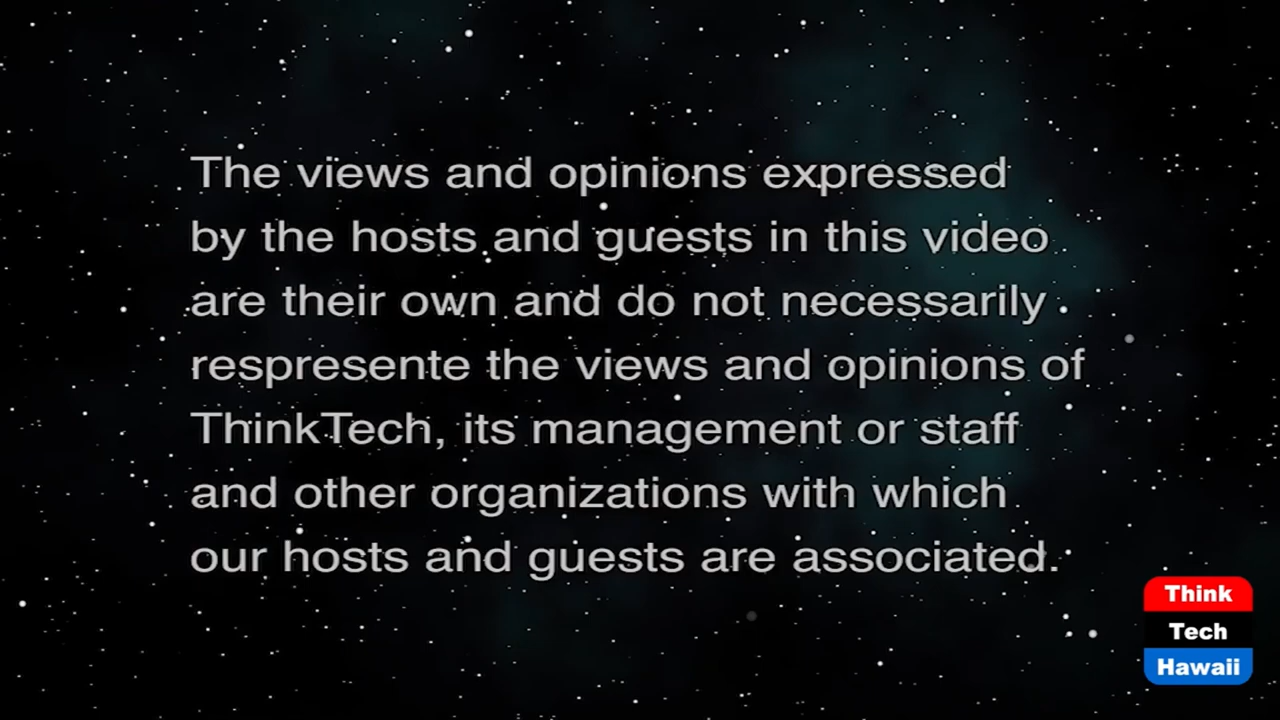 The views and opinions expressed
by the hosts and guests in this video
are their own and do not necessarily
respresente the views and opinions of
ThinkTech, its management or staff
and other organizations with which
our hosts and guests are associated.
Think
Tech
Hawaii